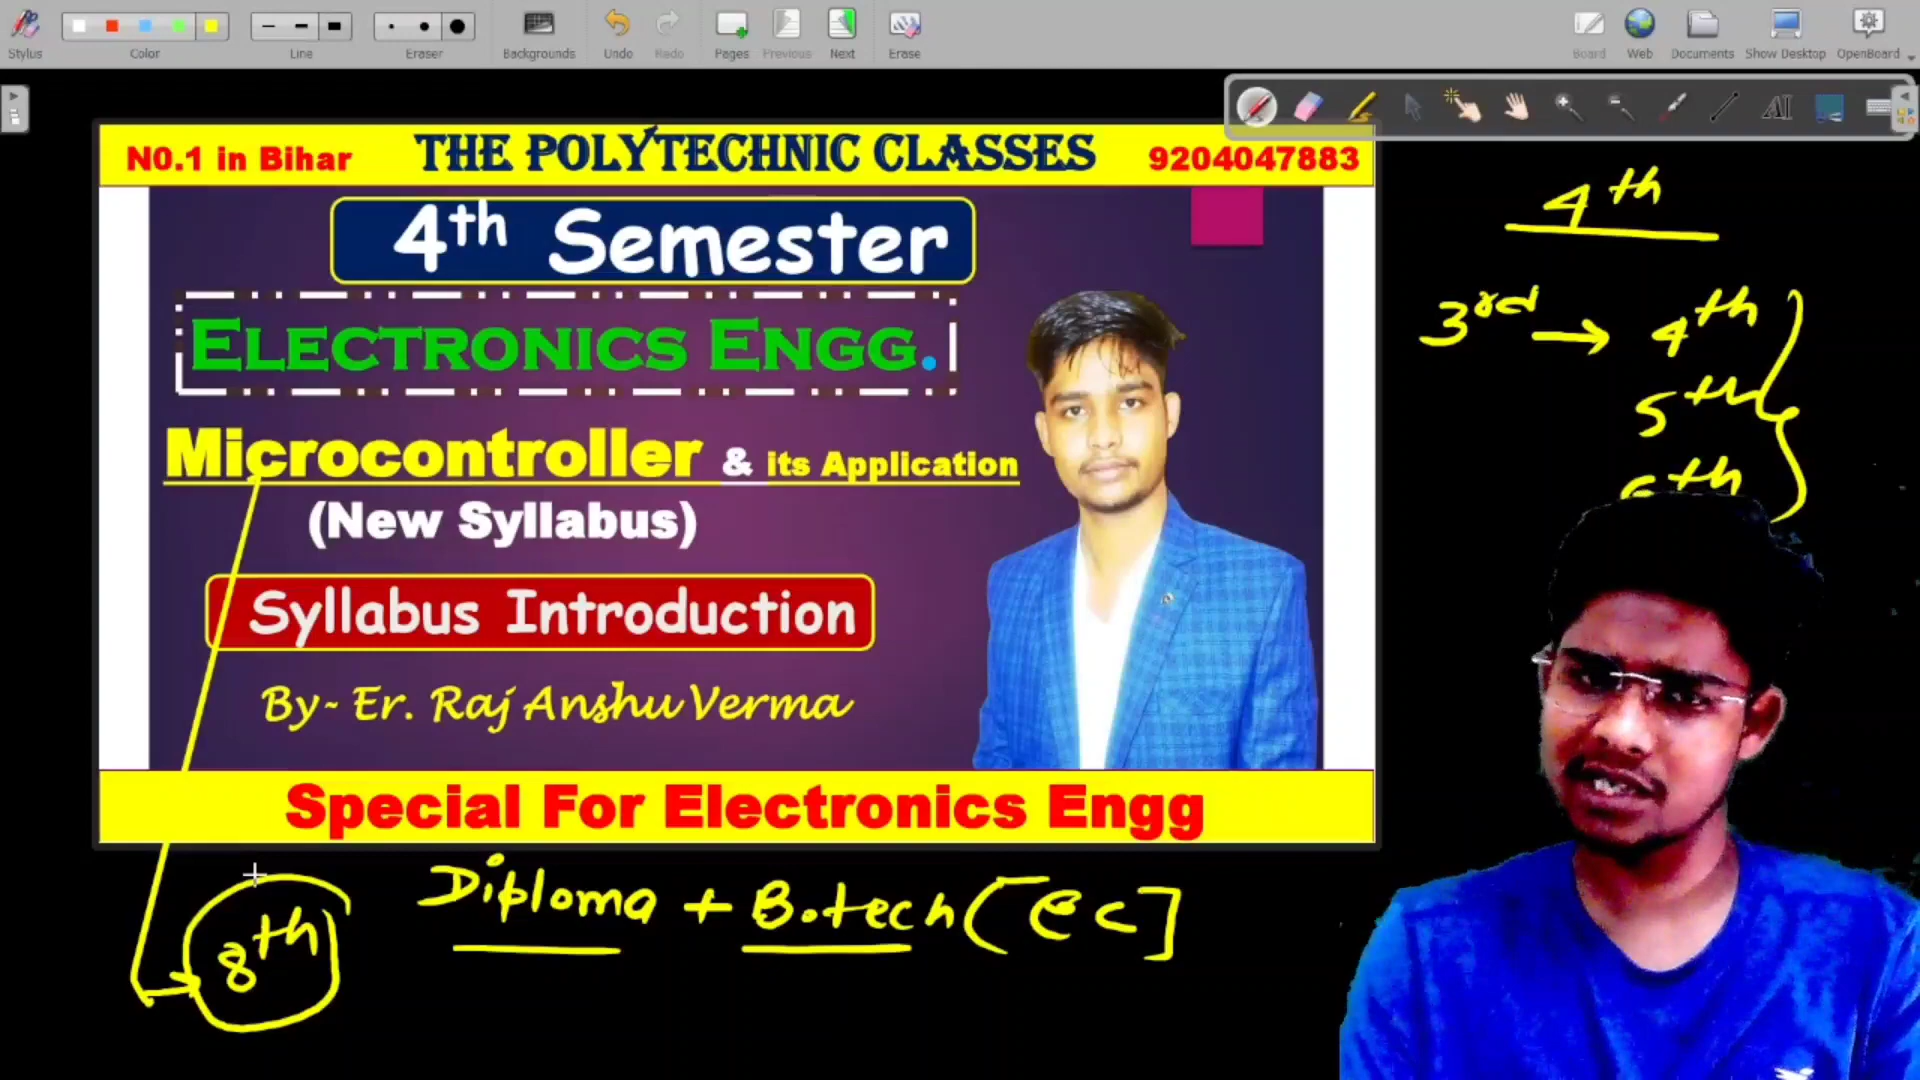 Stylus Color Line Eraser Backgrounds Undo Redo Pages Previous Next Erase Board Web Documents Show Desktop OpenBoard
AI
N0.1 in Bihar THE POLYTECHNIC CLASSES 9204047883
4th Semester
ELECTRONICS ENGG.
Microcontroller & its Application
(New Syllabus)
Syllabus Introduction
By- Er. Raj Anshu Verma
Special For Electronics Engg
4th
3rd → 4th
5th
6th
8th
Diploma + B.tech [EC]